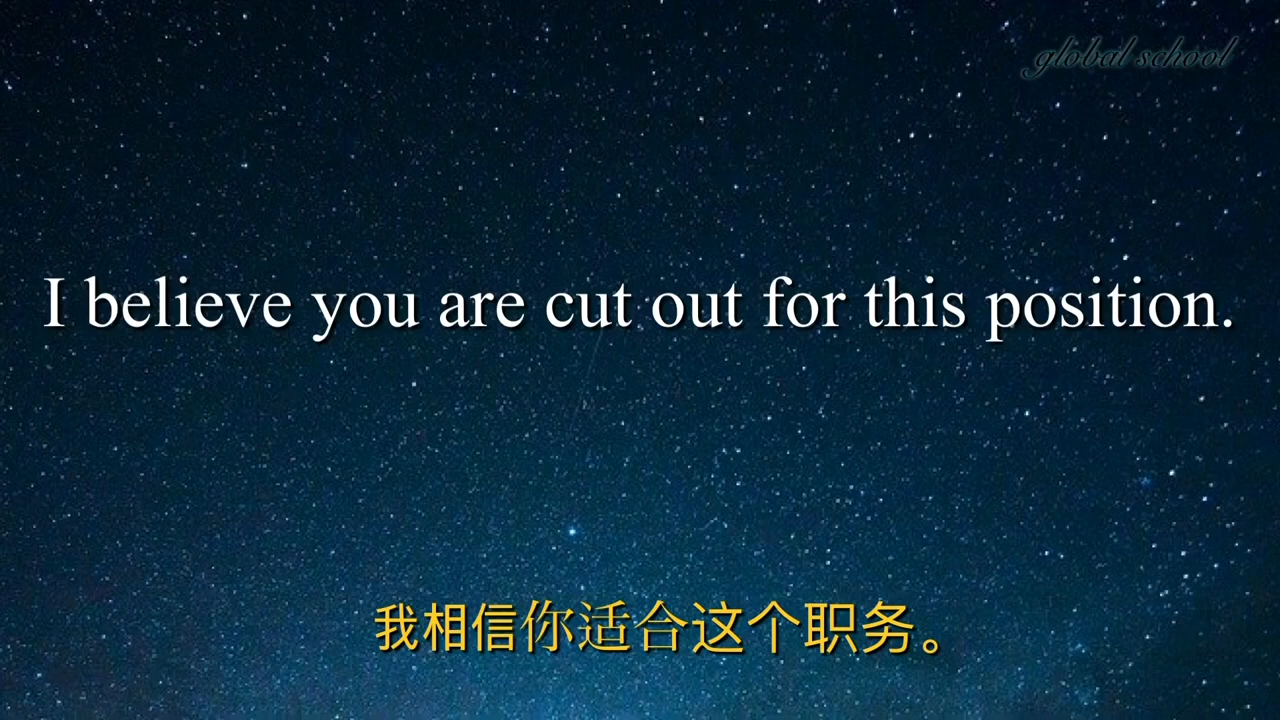 global school
I believe you are cut out for this position.
我相信你适合这个职务。